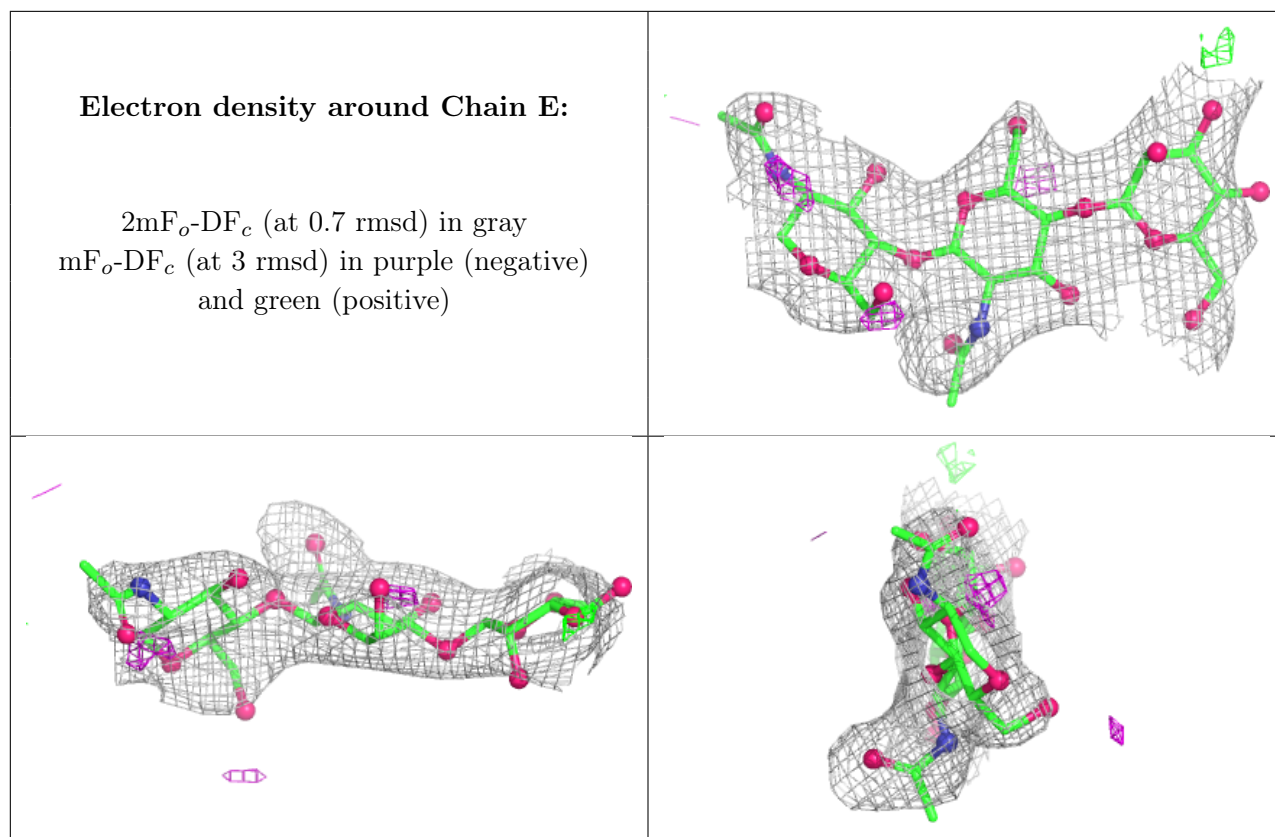 Electron density around Chain E:
2mFₒ-DF𝒸 (at 0.7 rmsd) in gray
mFₒ-DF𝒸 (at 3 rmsd) in purple (negative)
and green (positive)